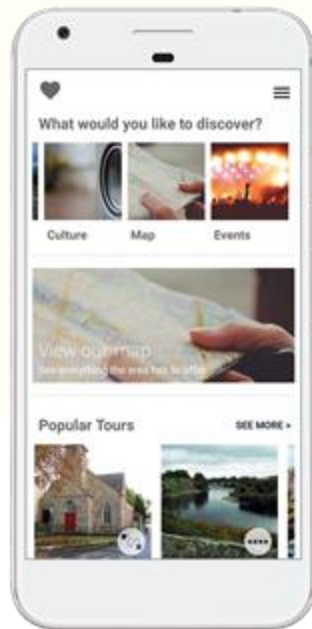 What would you like to discover?
Culture Map Events
View our map
See everything the area has to offer
Popular Tours SEE MORE »